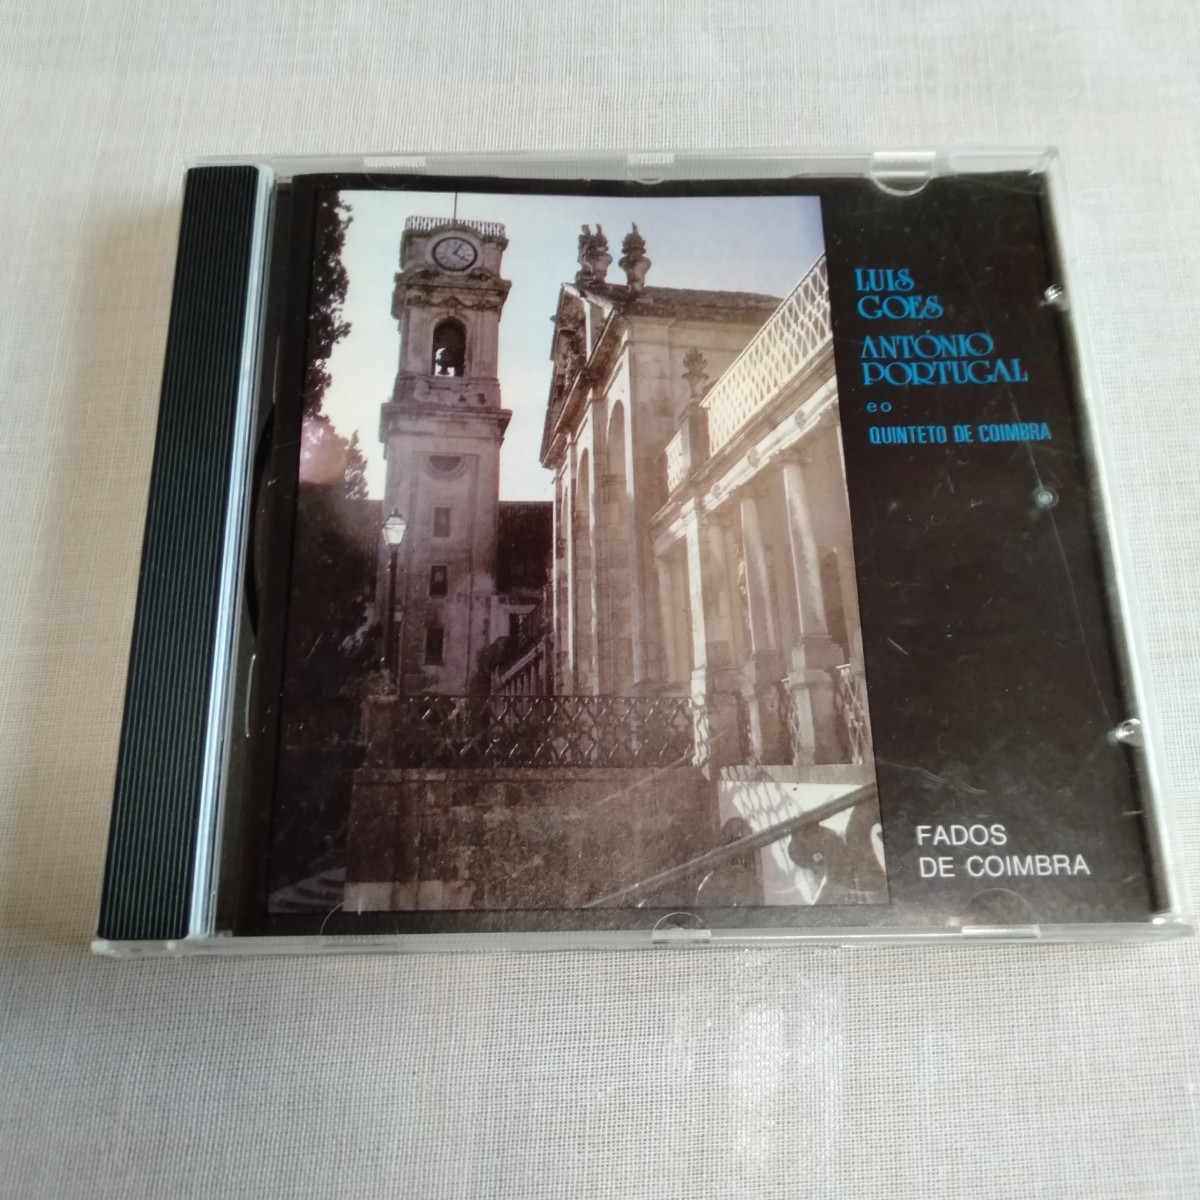 LUIS
GOES
ANTÓNIO
PORTUGAL
e o
QUINTETO DE COIMBRA
FADOS
DE COIMBRA